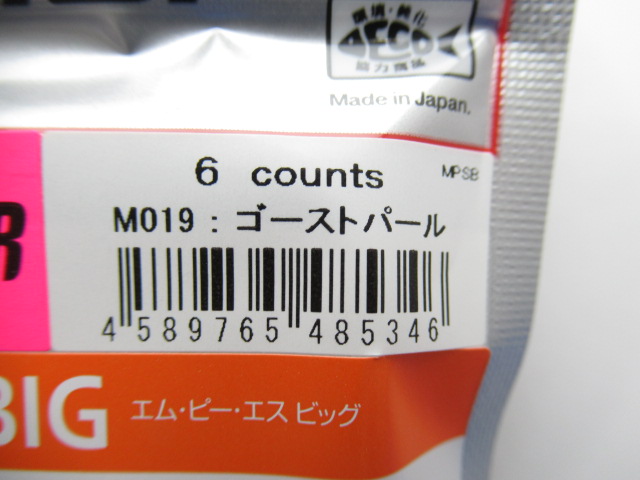 環境・美化
ECO
協力商品
Made in Japan.
6 counts
MPSB
M019:ゴーストパール
R
4 589765 485346
BIG エム・ピー・エス ビッグ